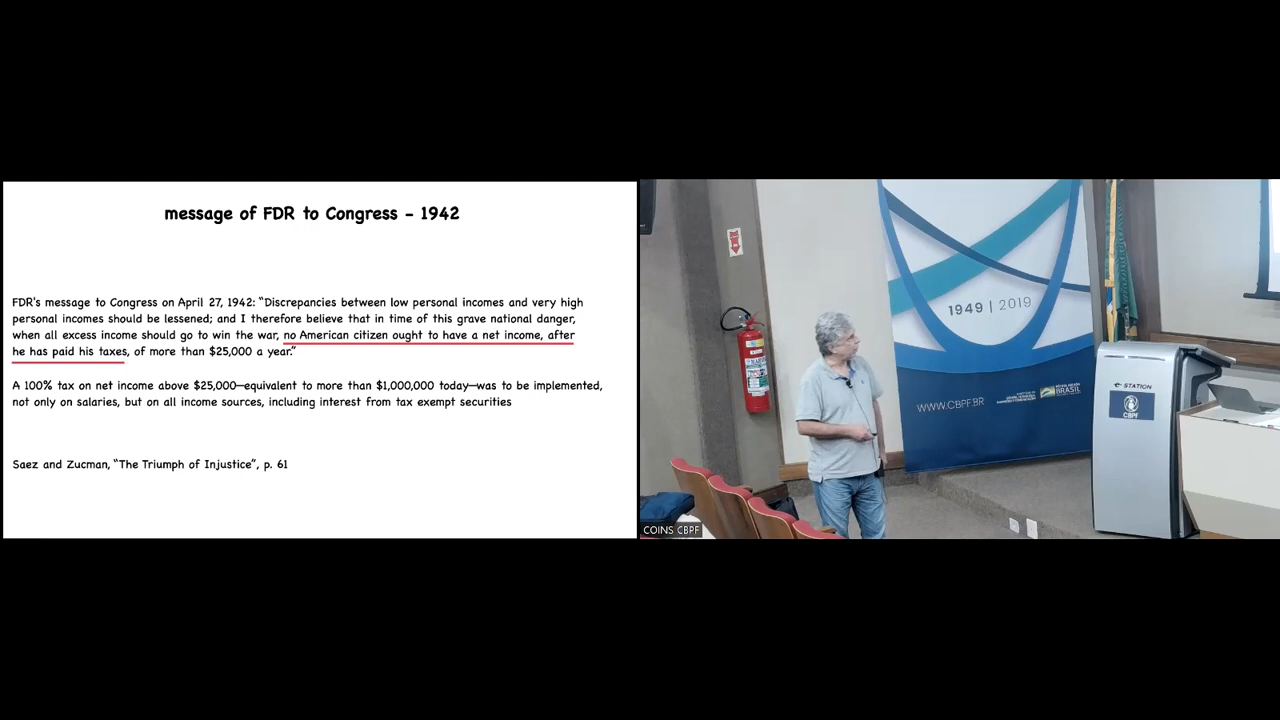 message of FDR to Congress - 1942
FDR's message to Congress on April 27, 1942: "Discrepancies between low personal incomes and very high
personal incomes should be lessened; and I therefore believe that in time of this grave national danger,
when all excess income should go to win the war, no American citizen ought to have a net income, after
he has paid his taxes, of more than $25,000 a year."
A 100% tax on net income above $25,000—equivalent to more than $1,000,000 today—was to be implemented,
not only on salaries, but on all income sources, including interest from tax exempt securities
Saez and Zucman, "The Triumph of Injustice", p. 61
1949 | 2019
WWW.CBPF.BR
BRASIL
STATION
CBPF
COINS CBPF